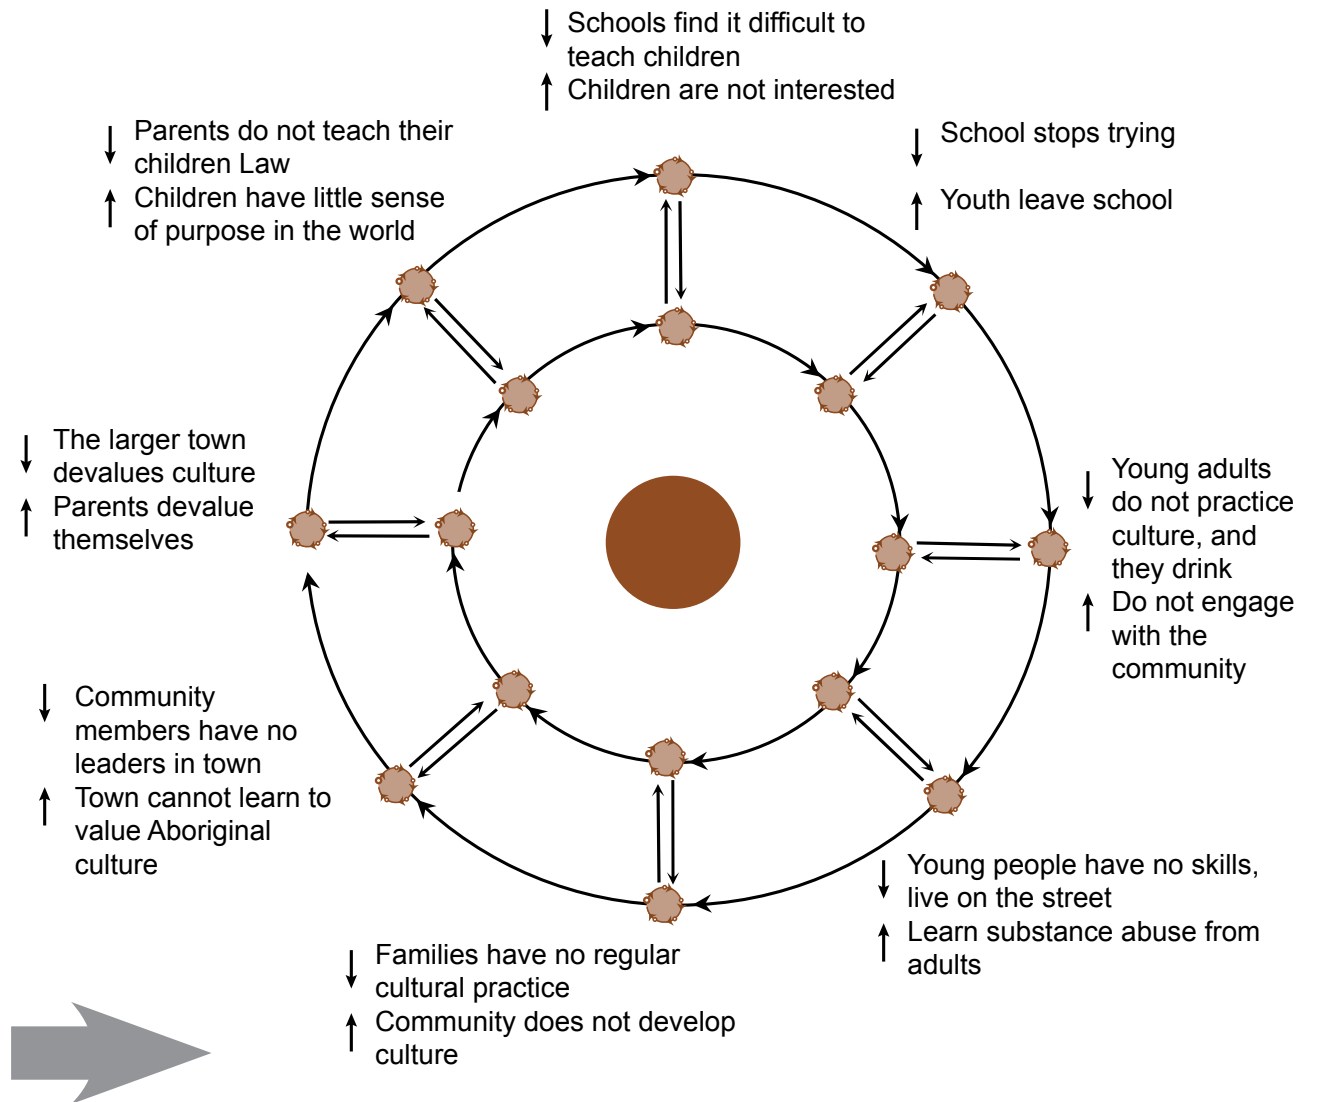 Schools find it difficult to
teach children
Children are not interested
School stops trying
Youth leave school
Young adults
do not practice
culture, and
they drink
Do not engage
with the
community
Young people have no skills,
live on the street
Learn substance abuse from
adults
Families have no regular
cultural practice
Community does not develop
culture
Community
members have no
leaders in town
Town cannot learn to
value Aboriginal
culture
The larger town
devalues culture
Parents devalue
themselves
Parents do not teach their
children Law
Children have little sense
of purpose in the world